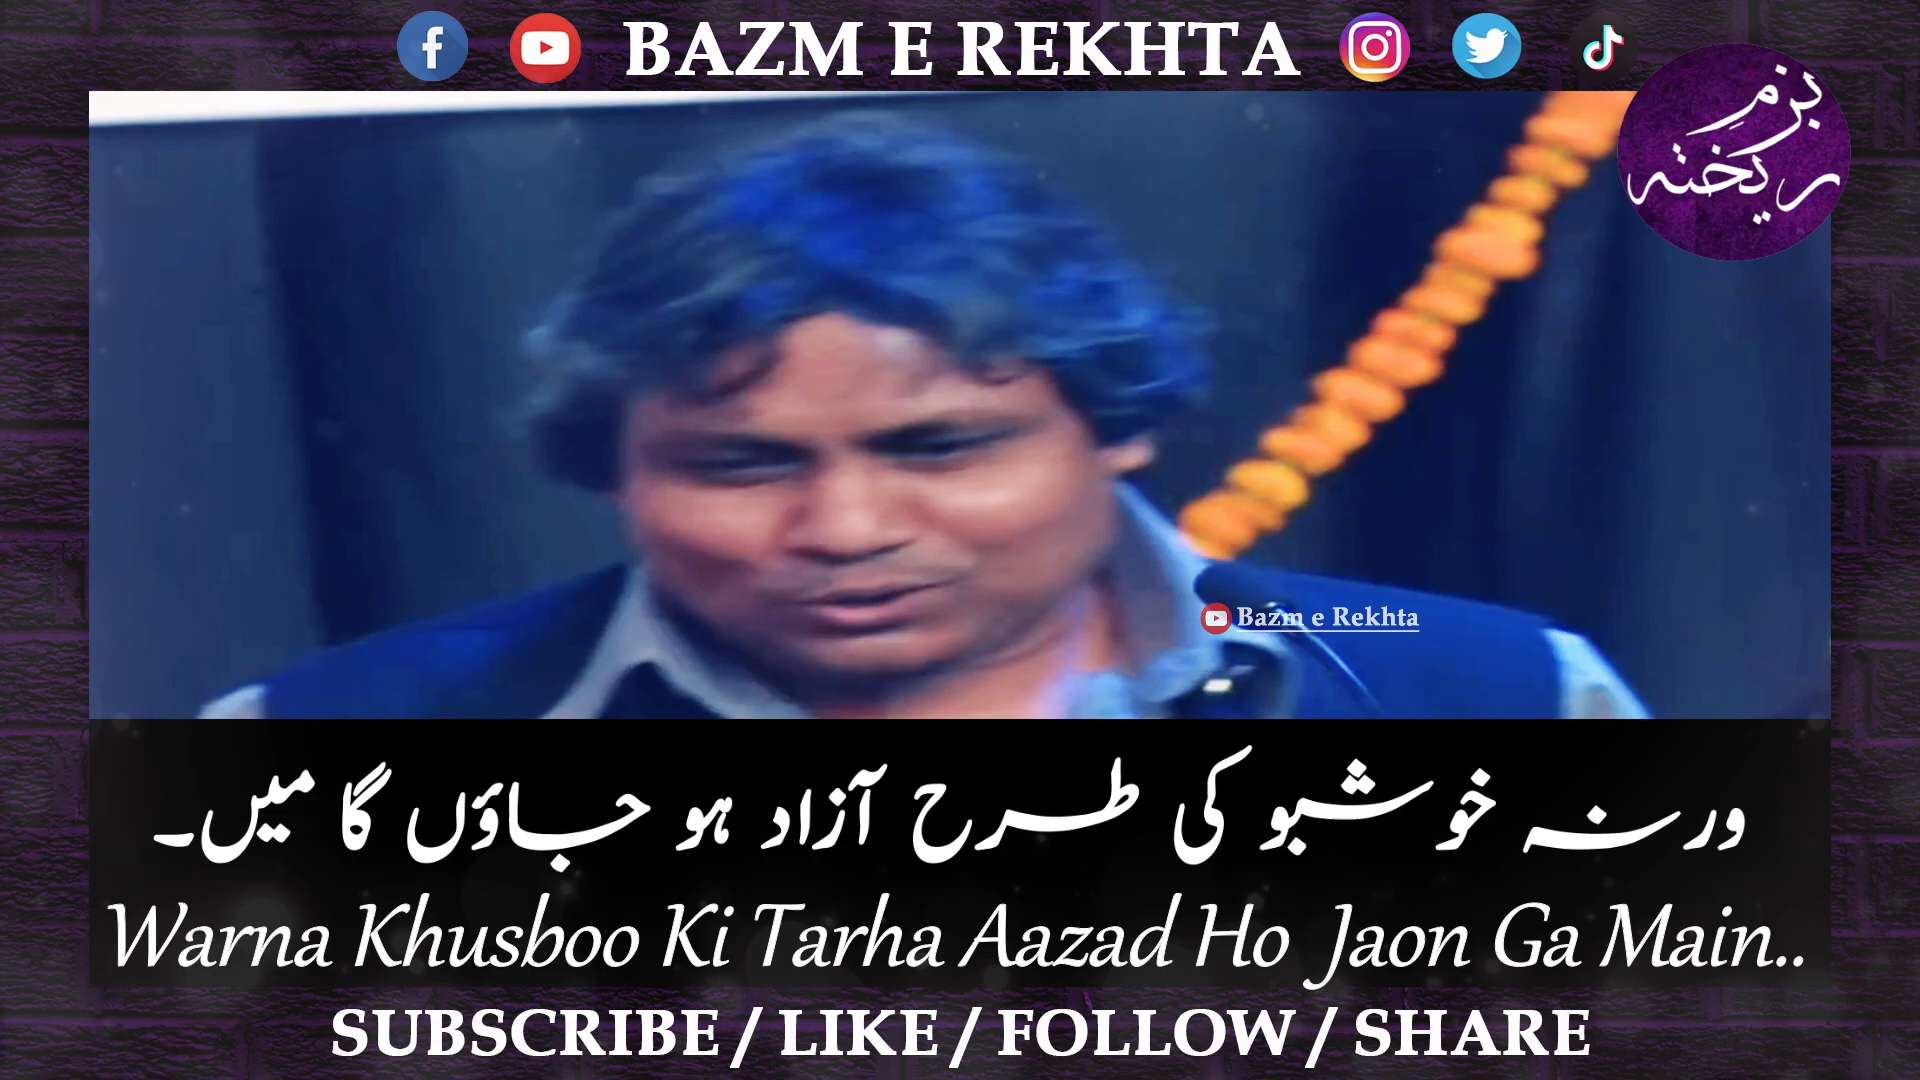 BAZM E REKHTA
بزمِ
ریختہ
Bazm e Rekhta
ورنہ خوشبو کی طرح آزاد ہو جاؤں گا میں۔
Warna Khusboo Ki Tarha Aazad Ho Jaon Ga Main..
SUBSCRIBE / LIKE / FOLLOW / SHARE